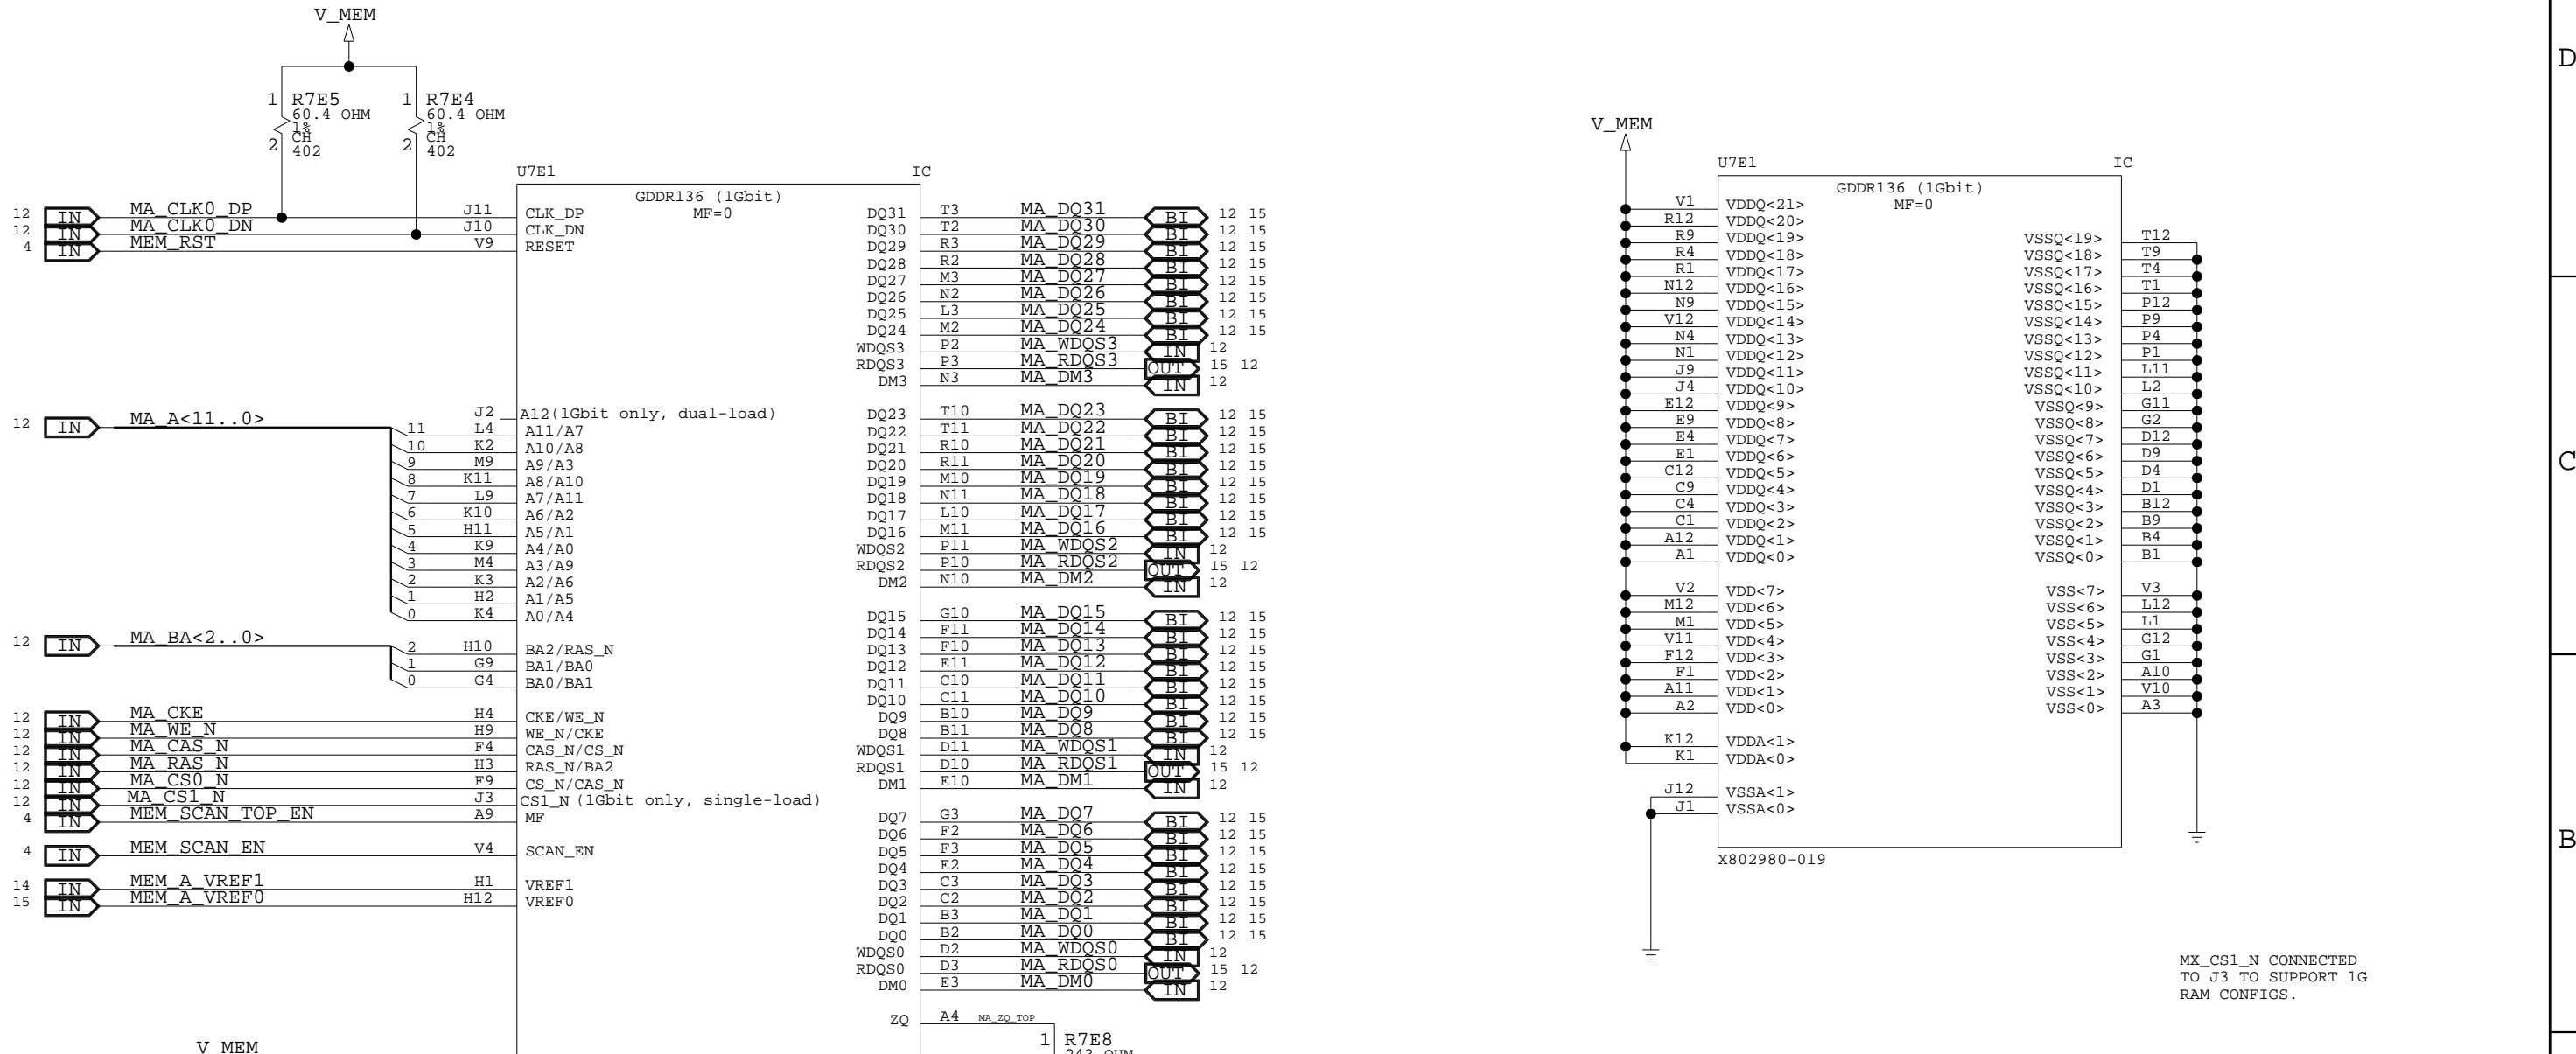 V_MEM
1 R7E5
60.4 OHM
1%
CH
2 402
1 R7E4
60.4 OHM
1%
CH
2 402
U7E1 IC
GDDR136 (1Gbit)
MF=0
12 IN MA_CLK0_DP J11 CLK_DP
12 IN MA_CLK0_DN J10 CLK_DN
4 IN MEM_RST V9 RESET
J2 A12(1Gbit only, dual-load)
12 IN MA_A<11..0>
11 L4 A11/A7
10 K2 A10/A8
9 M9 A9/A3
8 K11 A8/A10
7 L9 A7/A11
6 K10 A6/A2
5 H11 A5/A1
4 K9 A4/A0
3 M4 A3/A9
2 K3 A2/A6
1 H2 A1/A5
0 K4 A0/A4
12 IN MA_BA<2..0>
2 H10 BA2/RAS_N
1 G9 BA1/BA0
0 G4 BA0/BA1
12 IN MA_CKE H4 CKE/WE_N
12 IN MA_WE_N H9 WE_N/CKE
12 IN MA_CAS_N F4 CAS_N/CS_N
12 IN MA_RAS_N H3 RAS_N/BA2
12 IN MA_CS0_N F9 CS_N/CAS_N
12 IN MA_CS1_N J3 CS1_N (1Gbit only, single-load)
4 IN MEM_SCAN_TOP_EN A9 MF
4 IN MEM_SCAN_EN V4 SCAN_EN
14 IN MEM_A_VREF1 H1 VREF1
15 IN MEM_A_VREF0 H12 VREF0
V_MEM
DQ31 T3 MA_DQ31 BI 12 15
DQ30 T2 MA_DQ30 BI 12 15
DQ29 R3 MA_DQ29 BI 12 15
DQ28 R2 MA_DQ28 BI 12 15
DQ27 M3 MA_DQ27 BI 12 15
DQ26 N2 MA_DQ26 BI 12 15
DQ25 L3 MA_DQ25 BI 12 15
DQ24 M2 MA_DQ24 BI 12 15
WDQS3 P2 MA_WDQS3 IN 12
RDQS3 P3 MA_RDQS3 OUT 15 12
DM3 N3 MA_DM3 IN 12
DQ23 T10 MA_DQ23 BI 12 15
DQ22 T11 MA_DQ22 BI 12 15
DQ21 R10 MA_DQ21 BI 12 15
DQ20 R11 MA_DQ20 BI 12 15
DQ19 M10 MA_DQ19 BI 12 15
DQ18 N11 MA_DQ18 BI 12 15
DQ17 L10 MA_DQ17 BI 12 15
DQ16 M11 MA_DQ16 BI 12 15
WDQS2 P11 MA_WDQS2 IN 12
RDQS2 P10 MA_RDQS2 OUT 15 12
DM2 N10 MA_DM2 IN 12
DQ15 G10 MA_DQ15 BI 12 15
DQ14 F11 MA_DQ14 BI 12 15
DQ13 F10 MA_DQ13 BI 12 15
DQ12 E11 MA_DQ12 BI 12 15
DQ11 C10 MA_DQ11 BI 12 15
DQ10 C11 MA_DQ10 BI 12 15
DQ9 B10 MA_DQ9 BI 12 15
DQ8 B11 MA_DQ8 BI 12 15
WDQS1 D11 MA_WDQS1 IN 12
RDQS1 D10 MA_RDQS1 OUT 15 12
DM1 E10 MA_DM1 IN 12
DQ7 G3 MA_DQ7 BI 12 15
DQ6 F2 MA_DQ6 BI 12 15
DQ5 F3 MA_DQ5 BI 12 15
DQ4 E2 MA_DQ4 BI 12 15
DQ3 C3 MA_DQ3 BI 12 15
DQ2 C2 MA_DQ2 BI 12 15
DQ1 B3 MA_DQ1 BI 12 15
DQ0 B2 MA_DQ0 BI 12 15
WDQS0 D2 MA_WDQS0 IN 12
RDQS0 D3 MA_RDQS0 OUT 15 12
DM0 E3 MA_DM0 IN 12
ZQ A4 MA_ZQ_TOP
1 R7E8
243 OHM
V_MEM
U7E1 IC
GDDR136 (1Gbit)
MF=0
V1 VDDQ<21>
R12 VDDQ<20>
R9 VDDQ<19>
R4 VDDQ<18>
R1 VDDQ<17>
N12 VDDQ<16>
N9 VDDQ<15>
V12 VDDQ<14>
N4 VDDQ<13>
N1 VDDQ<12>
J9 VDDQ<11>
J4 VDDQ<10>
E12 VDDQ<9>
E9 VDDQ<8>
E4 VDDQ<7>
E1 VDDQ<6>
C12 VDDQ<5>
C9 VDDQ<4>
C4 VDDQ<3>
C1 VDDQ<2>
A12 VDDQ<1>
A1 VDDQ<0>
V2 VDD<7>
M12 VDD<6>
M1 VDD<5>
V11 VDD<4>
F12 VDD<3>
F1 VDD<2>
A11 VDD<1>
A2 VDD<0>
K12 VDDA<1>
K1 VDDA<0>
J12 VSSA<1>
J1 VSSA<0>
VSSQ<19> T12
VSSQ<18> T9
VSSQ<17> T4
VSSQ<16> T1
VSSQ<15> P12
VSSQ<14> P9
VSSQ<13> P4
VSSQ<12> P1
VSSQ<11> L11
VSSQ<10> L2
VSSQ<9> G11
VSSQ<8> G2
VSSQ<7> D12
VSSQ<6> D9
VSSQ<5> D4
VSSQ<4> D1
VSSQ<3> B12
VSSQ<2> B9
VSSQ<1> B4
VSSQ<0> B1
VSS<7> V3
VSS<6> L12
VSS<5> L1
VSS<4> G12
VSS<3> G1
VSS<2> A10
VSS<1> V10
VSS<0> A3
X802980-019
MX_CS1_N CONNECTED
TO J3 TO SUPPORT 1G
RAM CONFIGS.
D
C
B